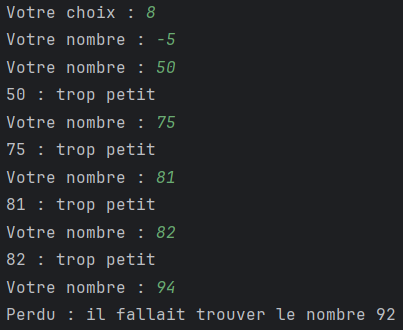 Votre choix : 8
Votre nombre : -5
Votre nombre : 50
50 : trop petit
Votre nombre : 75
75 : trop petit
Votre nombre : 81
81 : trop petit
Votre nombre : 82
82 : trop petit
Votre nombre : 94
Perdu : il fallait trouver le nombre 92